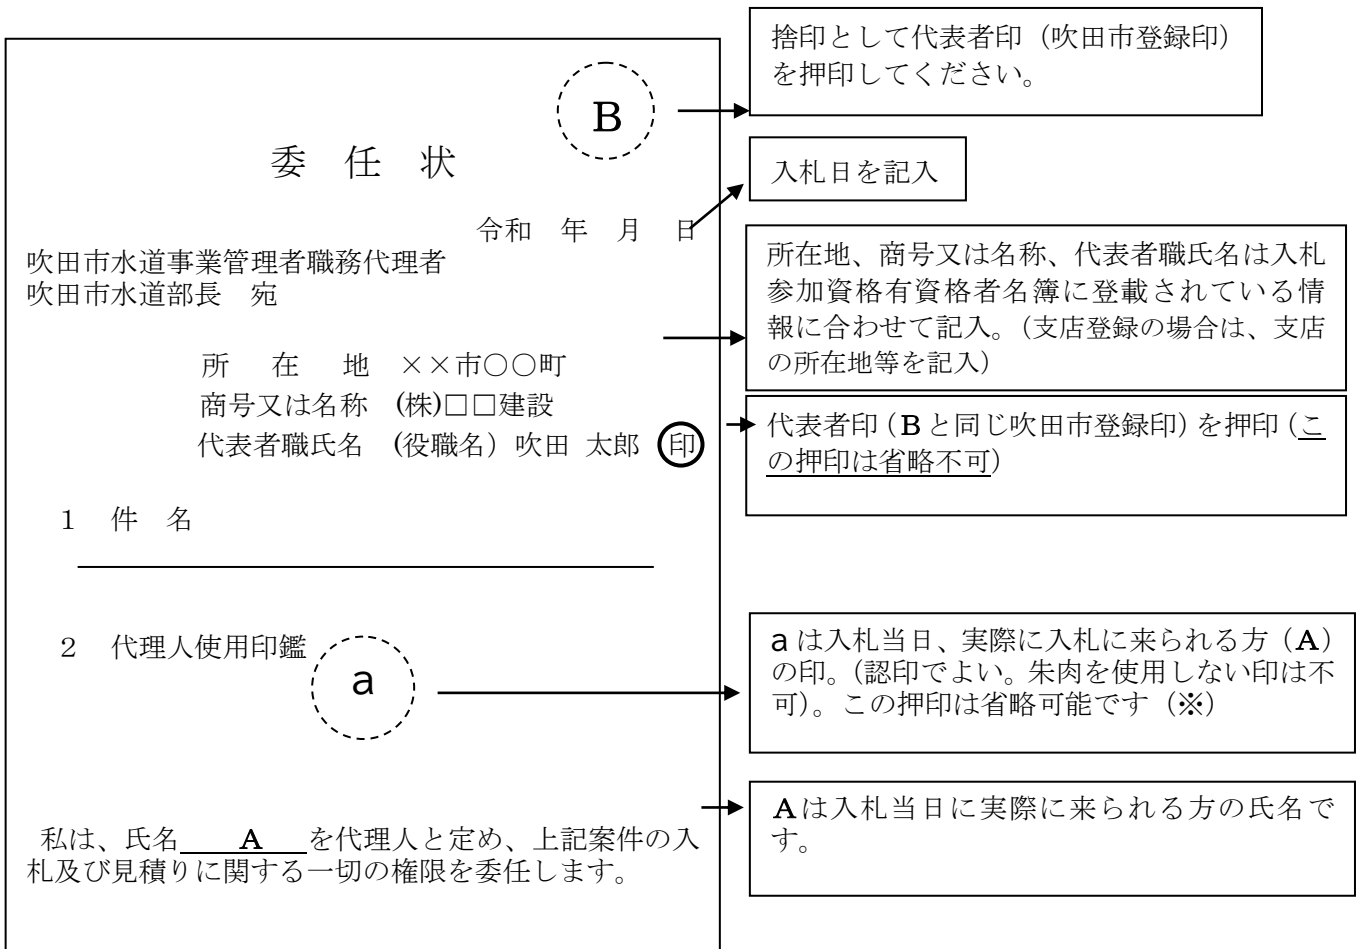 捨印として代表者印（吹田市登録印）
を押印してください。
B
委　任　状
入札日を記入
令和　年　月　日
吹田市水道事業管理者職務代理者
吹田市水道部長　宛
所在地、商号又は名称、代表者職氏名は入札
参加資格有資格者名簿に登載されている情
報に合わせて記入。（支店登録の場合は、支店
の所在地等を記入）
所　在　地　××市○○町
商号又は名称　(株)□□建設
代表者職氏名　(役職名）吹田 太郎　印
代表者印（Bと同じ吹田市登録印）を押印（こ
の押印は省略不可）
１　件　名
２　代理人使用印鑑
a
aは入札当日、実際に入札に来られる方（A）
の印。（認印でよい。朱肉を使用しない印は不
可）。この押印は省略可能です（※）
私は、氏名　　A　　を代理人と定め、上記案件の入
札及び見積りに関する一切の権限を委任します。
Aは入札当日に実際に来られる方の氏名で
す。